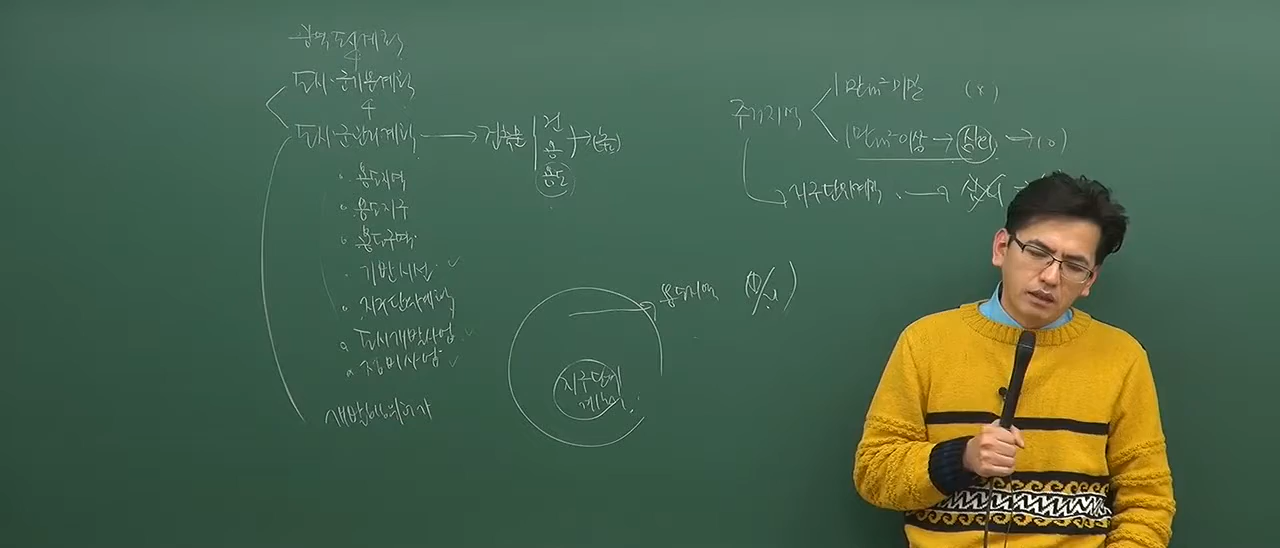 광역도시계획
도시·군기본계획
도시·군관리계획 → 건축물 건 용 용도
용도지역
용도지구
용도구역
기반시설 ✓
지구단위계획
도시개발사업 ✓
정비사업 ✓
개발행위허가
주거지역
1만m² 미만 (x)
1만m² 이상 → 심의 → (o)
지구단위계획 → 심의
용도지역
지구단위계획